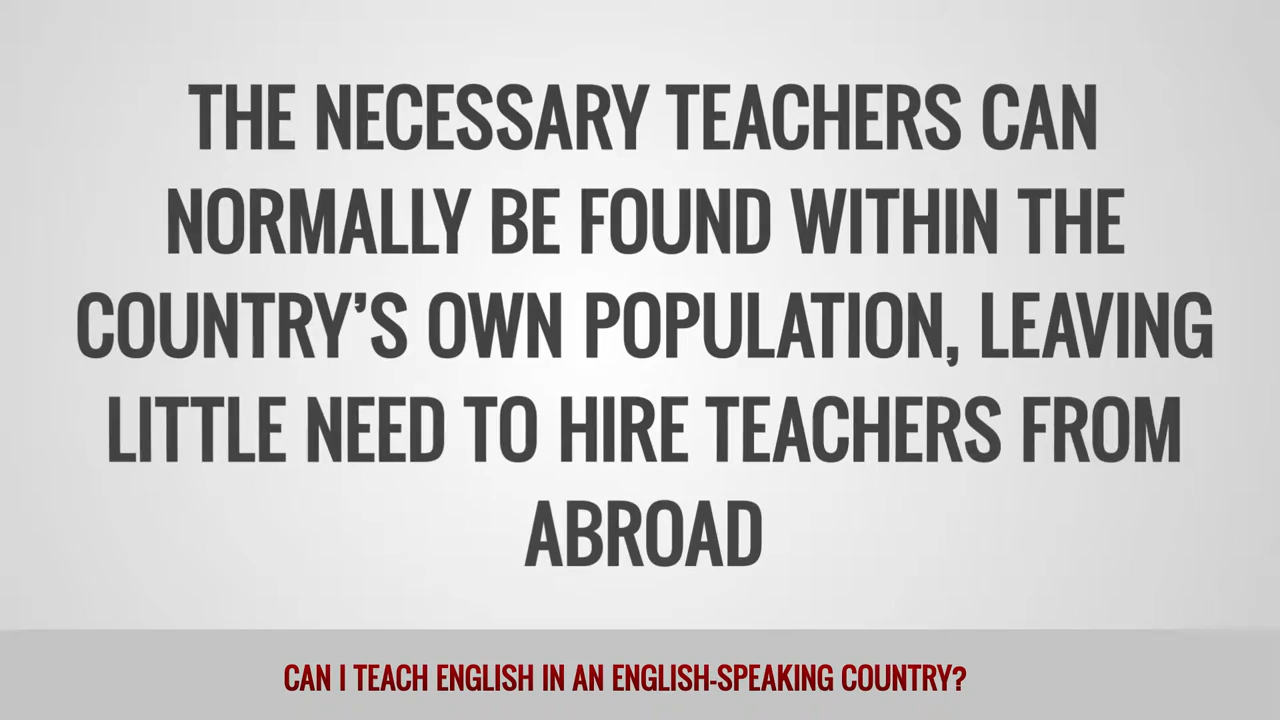 THE NECESSARY TEACHERS CAN
NORMALLY BE FOUND WITHIN THE
COUNTRY’S OWN POPULATION, LEAVING
LITTLE NEED TO HIRE TEACHERS FROM
ABROAD
CAN I TEACH ENGLISH IN AN ENGLISH-SPEAKING COUNTRY?